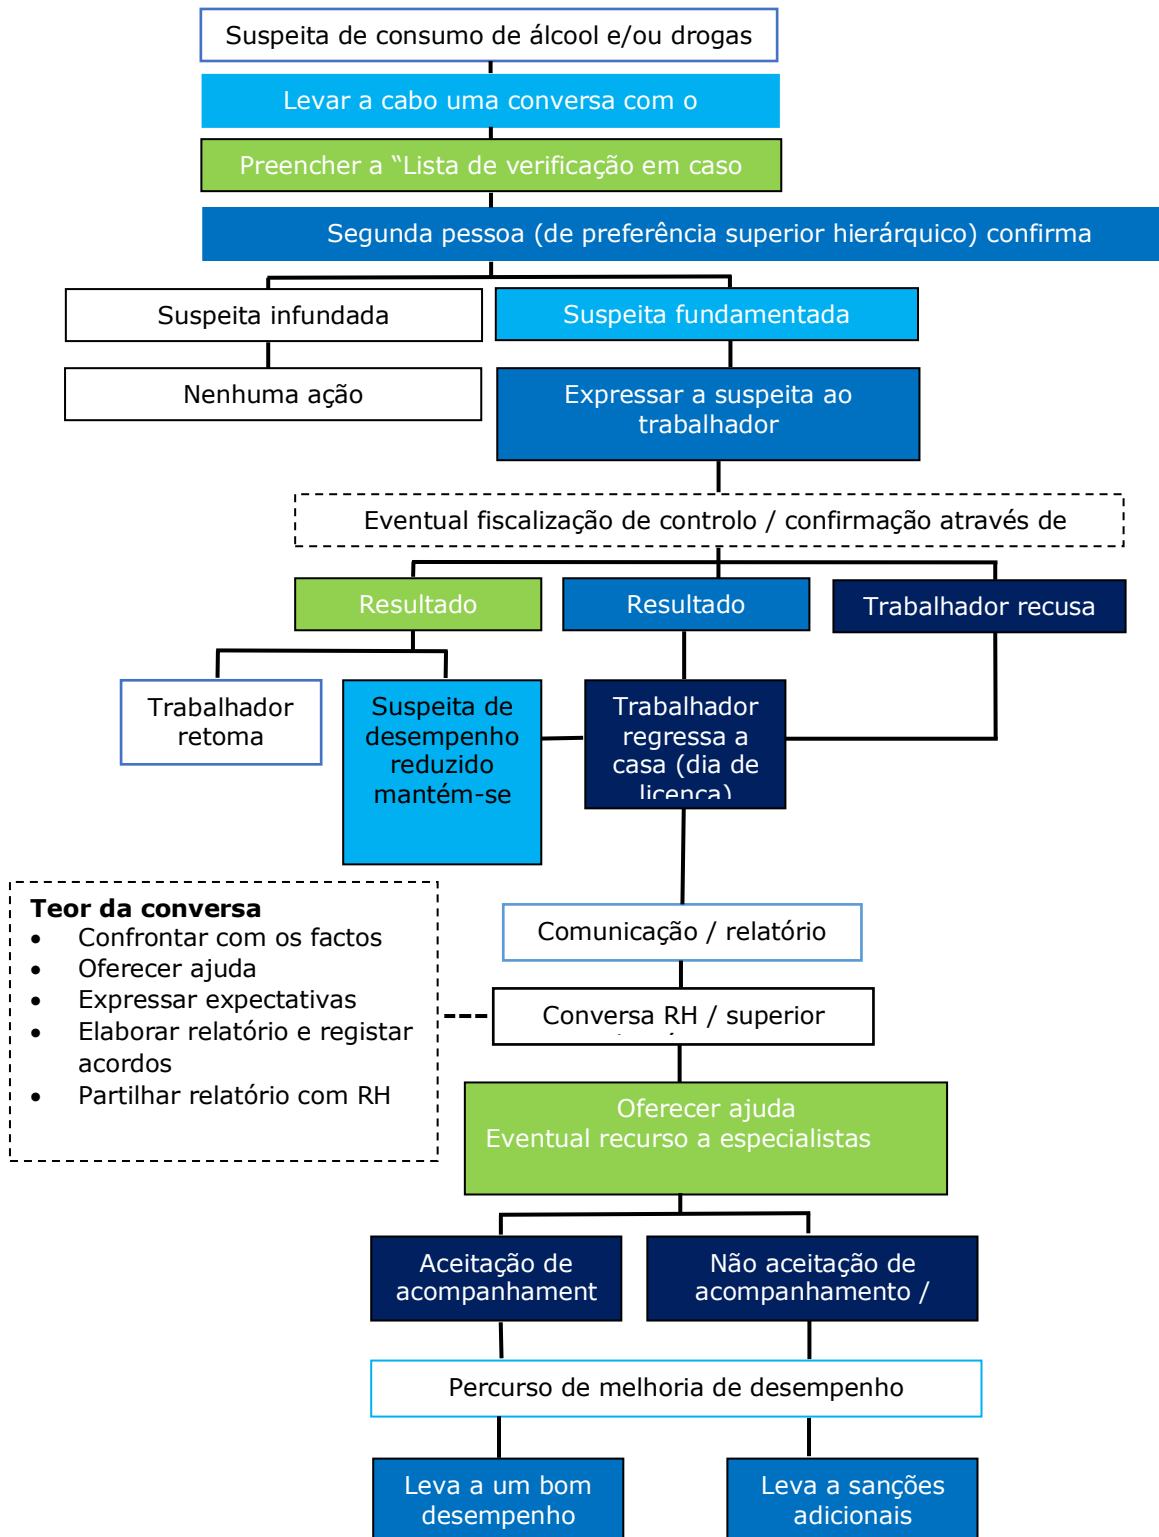 Suspeita de consumo de álcool e/ou drogas
Levar a cabo uma conversa com o
Preencher a “Lista de verificação em caso
Segunda pessoa (de preferência superior hierárquico) confirma
Suspeita infundada
Suspeita fundamentada
Nenhuma ação
Expressar a suspeita ao
trabalhador
Eventual fiscalização de controlo / confirmação através de
Resultado
Resultado
Trabalhador recusa
Trabalhador
retoma
Suspeita de
desempenho
reduzido
mantém-se
Trabalhador
regressa a
casa (dia de
licença)
Teor da conversa
• Confrontar com os factos
• Oferecer ajuda
• Expressar expectativas
• Elaborar relatório e registar
acordos
• Partilhar relatório com RH
Comunicação / relatório
Conversa RH / superior
Oferecer ajuda
Eventual recurso a especialistas
Aceitação de
acompanhament
Não aceitação de
acompanhamento /
Percurso de melhoria de desempenho
Leva a um bom
desempenho
Leva a sanções
adicionais